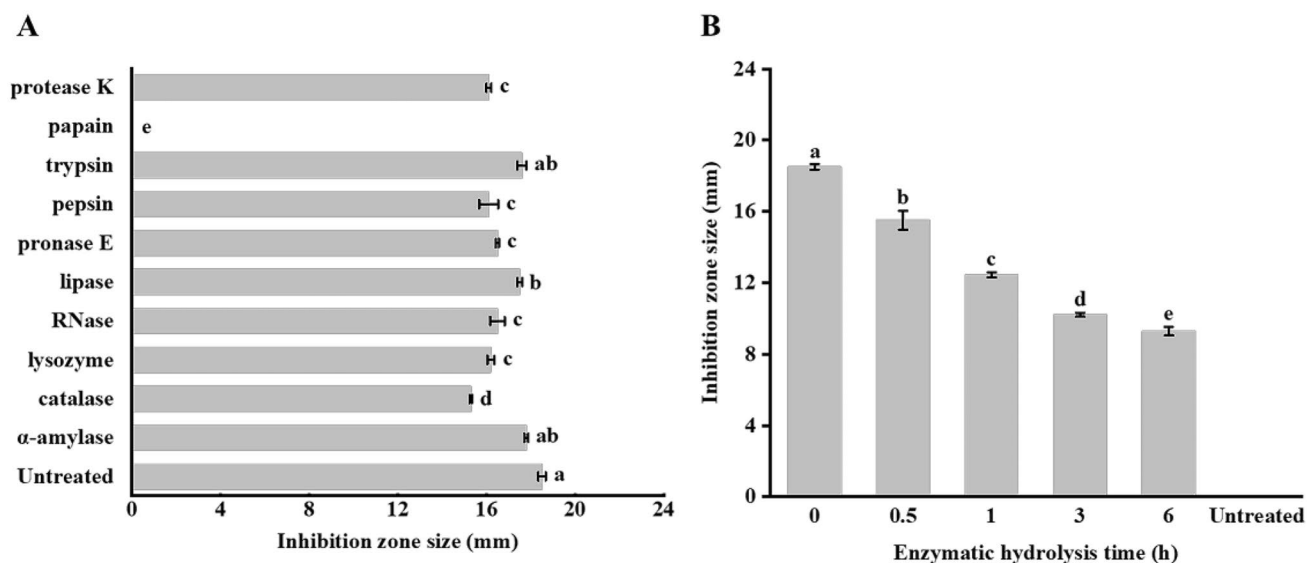 A
protease K
c
papain
e
trypsin
ab
pepsin
c
pronase E
c
lipase
b
RNase
c
lysozyme
c
catalase
d
α-amylase
ab
Untreated
a
0 4 8 12 16 20 24
Inhibition zone size (mm)
B
Inhibition zone size (mm)
24
20
16
12
8
4
0
a
b
c
d
e
0 0.5 1 3 6 Untreated
Enzymatic hydrolysis time (h)